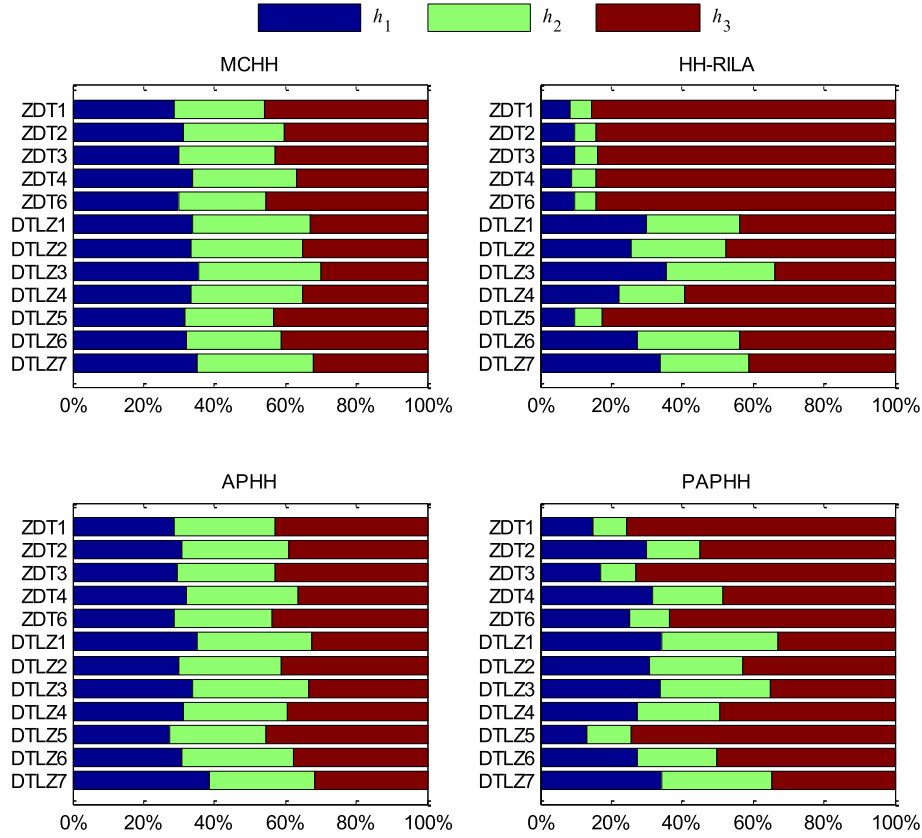 h1 h2 h3
MCHH
ZDT1
ZDT2
ZDT3
ZDT4
ZDT6
DTLZ1
DTLZ2
DTLZ3
DTLZ4
DTLZ5
DTLZ6
DTLZ7
0% 20% 40% 60% 80% 100%
HH-RILA
ZDT1
ZDT2
ZDT3
ZDT4
ZDT6
DTLZ1
DTLZ2
DTLZ3
DTLZ4
DTLZ5
DTLZ6
DTLZ7
0% 20% 40% 60% 80% 100%
APHH
ZDT1
ZDT2
ZDT3
ZDT4
ZDT6
DTLZ1
DTLZ2
DTLZ3
DTLZ4
DTLZ5
DTLZ6
DTLZ7
0% 20% 40% 60% 80% 100%
PAPHH
ZDT1
ZDT2
ZDT3
ZDT4
ZDT6
DTLZ1
DTLZ2
DTLZ3
DTLZ4
DTLZ5
DTLZ6
DTLZ7
0% 20% 40% 60% 80% 100%